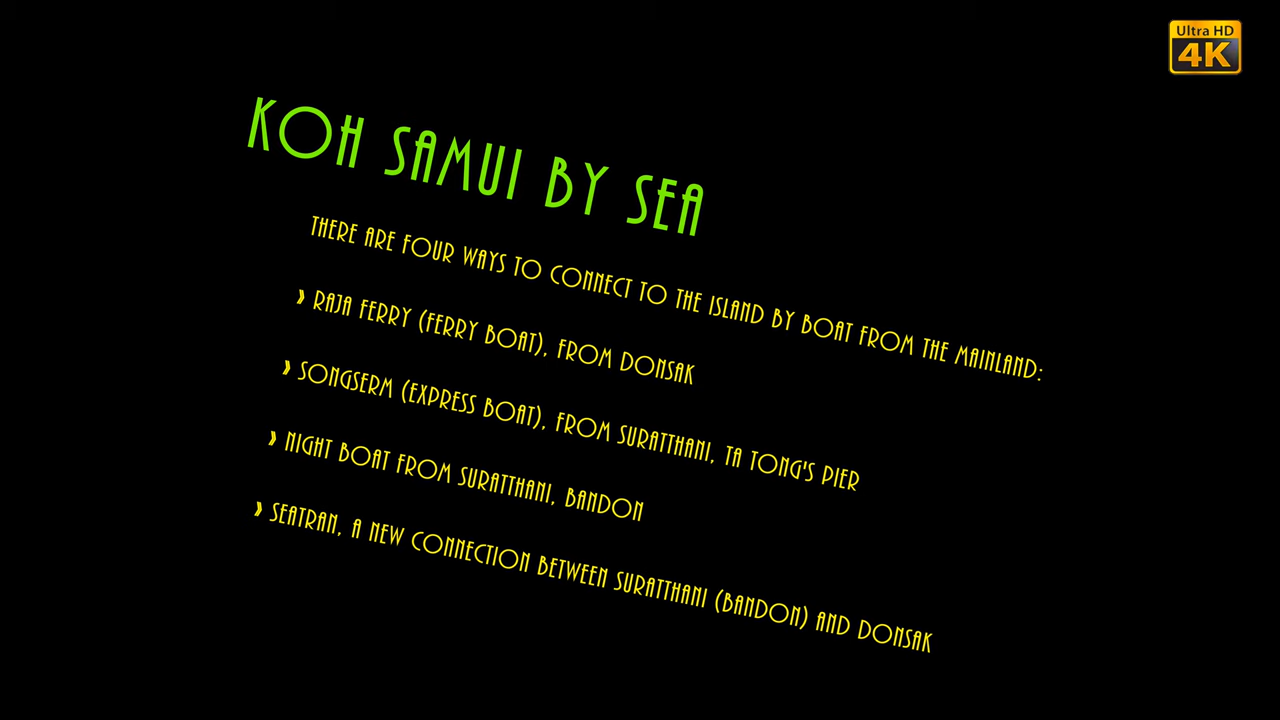 Ultra HD
4K
KOH SAMUI BY SEA
THERE ARE FOUR WAYS TO CONNECT TO THE ISLAND BY BOAT FROM THE MAINLAND:
» RAJA FERRY (FERRY BOAT), FROM DONSAK
» SONGSERM (EXPRESS BOAT), FROM SURATTHANI, TA TONG'S PIER
» NIGHT BOAT FROM SURATTHANI, BANDON
» SEATRAN, A NEW CONNECTION BETWEEN SURATTHANI (BANDON) AND DONSAK